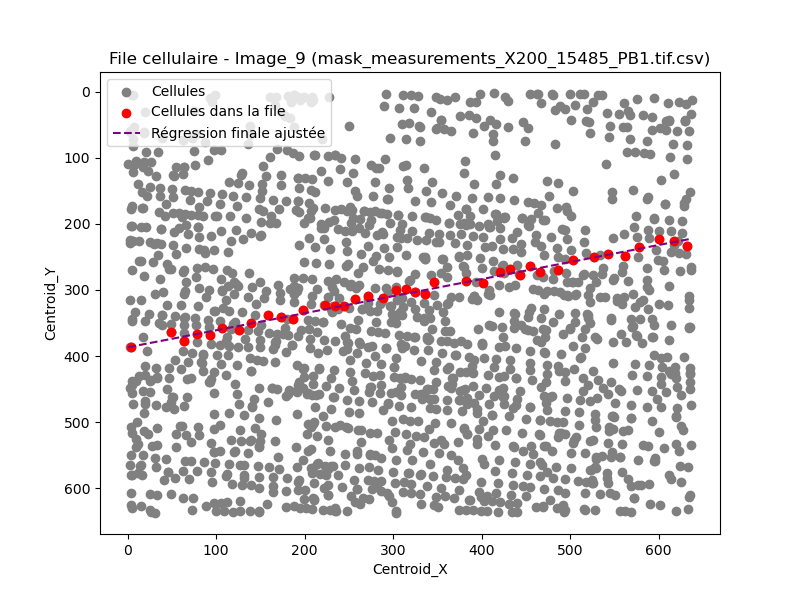 File cellulaire - Image_9 (mask_measurements_X200_15485_PB1.tif.csv)
Cellules
Cellules dans la file
Régression finale ajustée
0
100
200
300
400
500
600
Centroid_Y
0 100 200 300 400 500 600
Centroid_X